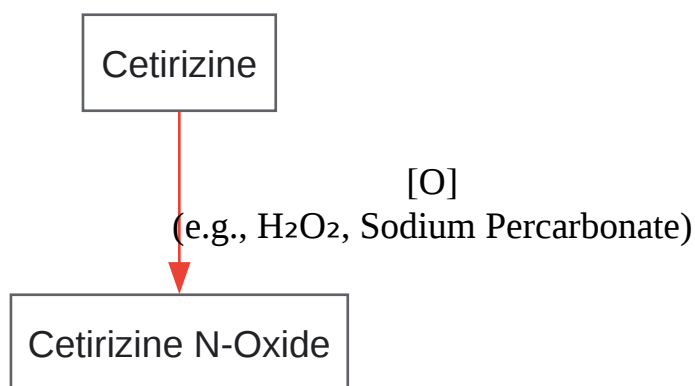 Cetirizine
[O]
(e.g., H₂O₂, Sodium Percarbonate)
Cetirizine N-Oxide